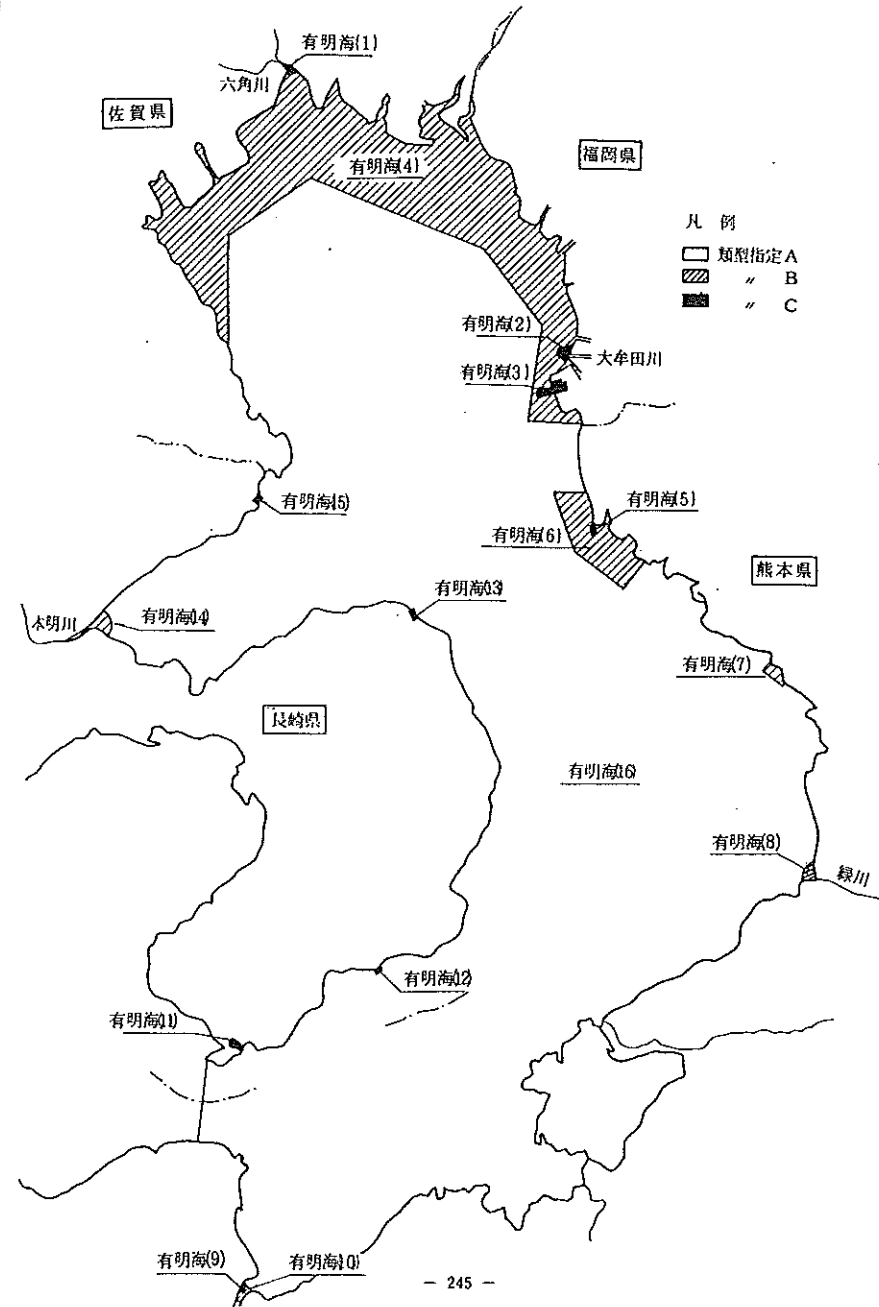 有明海(1)
六角川
佐賀県
福岡県
有明海(4)
凡 例
類型指定 A
〃 B
〃 C
有明海(2)
大牟田川
有明海(3)
有明海(15)
有明海(5)
有明海(6)
熊本県
有明海(13)
本明川
有明海(14)
有明海(7)
長崎県
有明海(16)
有明海(8)
緑川
有明海(12)
有明海(11)
有明海(9)
有明海(10)
- 245 -